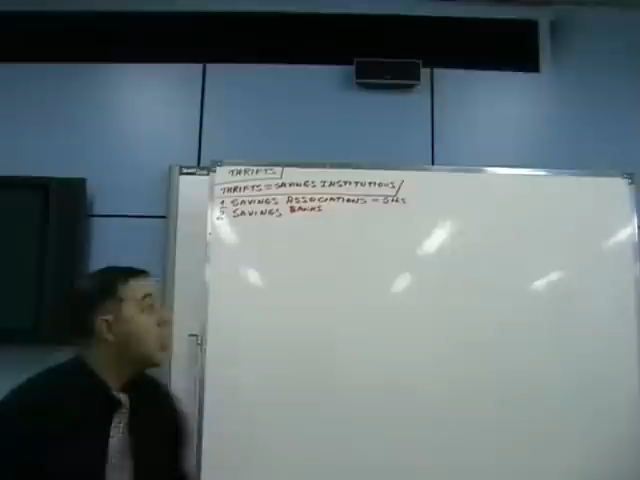 THRIFTS
THRIFTS = SAVINGS INSTITUTIONS
1. SAVINGS ASSOCIATIONS = S&LS
2. SAVINGS BANKS